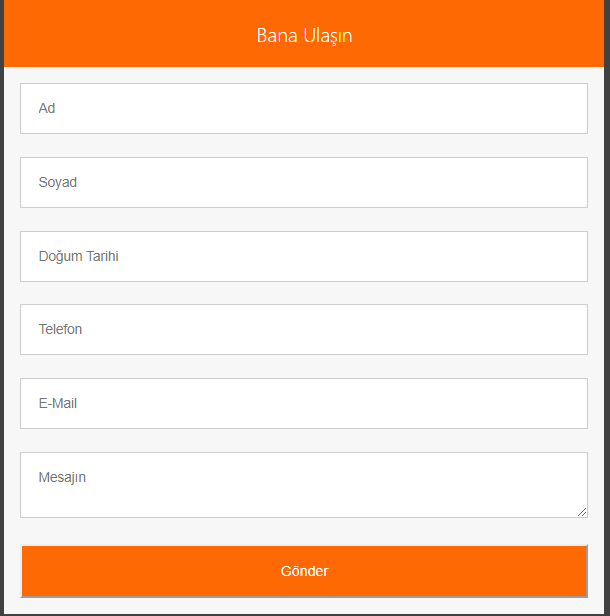 Bana Ulaşın
Ad
Soyad
Doğum Tarihi
Telefon
E-Mail
Mesajın
Gönder